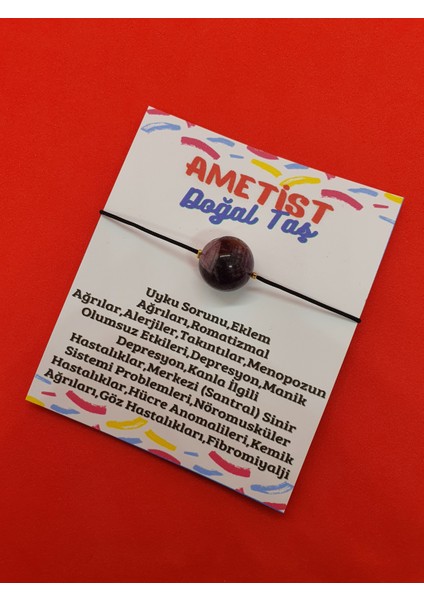 AMETİST
Doğal Taş
Uyku Sorunu,Eklem
Ağrıları,Romatizmal
Ağrılar,Alerjiler,Takıntılar,Menopozun
Olumsuz Etkileri,Depresyon,Manik
Depresyon,Kanla İlgili
Hastalıklar,Merkezi (Santral) Sinir
Sistemi Problemleri,Nöromusküler
Hastalıklar,Hücre Anomalileri,Kemik
Ağrıları,Göz Hastalıkları,Fibromiyalji